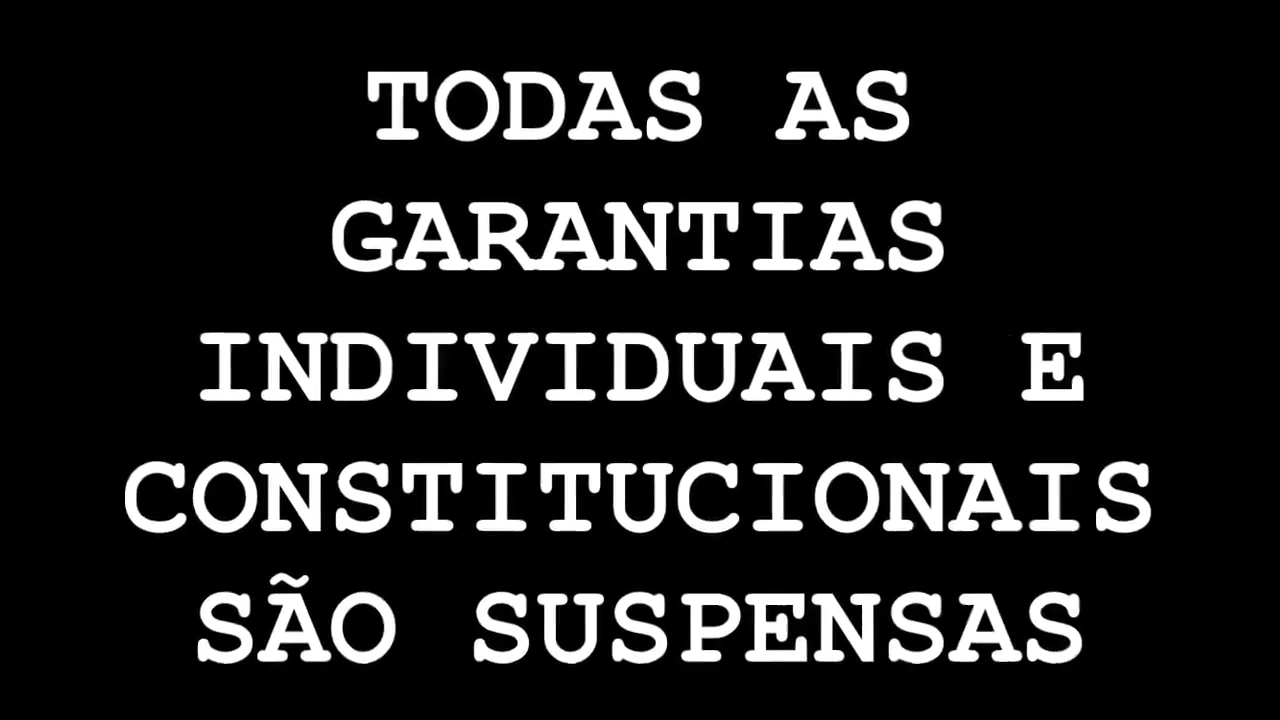 TODAS AS
GARANTIAS
INDIVIDUAIS E
CONSTITUCIONAIS
SÃO SUSPENSAS